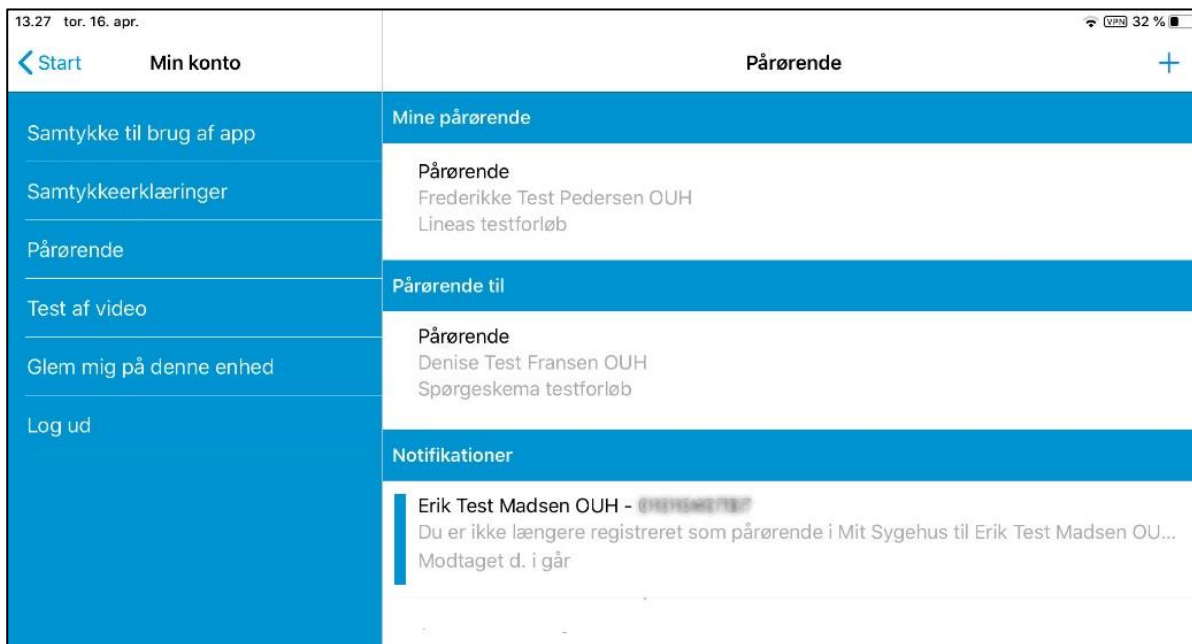 13.27 tor. 16. apr.
VPN 32 %
Start
Min konto
Pårørende
Samtykke til brug af app
Samtykkeerklæringer
Pårørende
Test af video
Glem mig på denne enhed
Log ud
Mine pårørende
Pårørende
Frederikke Test Pedersen OUH
Lineas testforløb
Pårørende til
Pårørende
Denise Test Fransen OUH
Spørgeskema testforløb
Notifikationer
Erik Test Madsen OUH -
Du er ikke længere registreret som pårørende i Mit Sygehus til Erik Test Madsen OU...
Modtaget d. i går